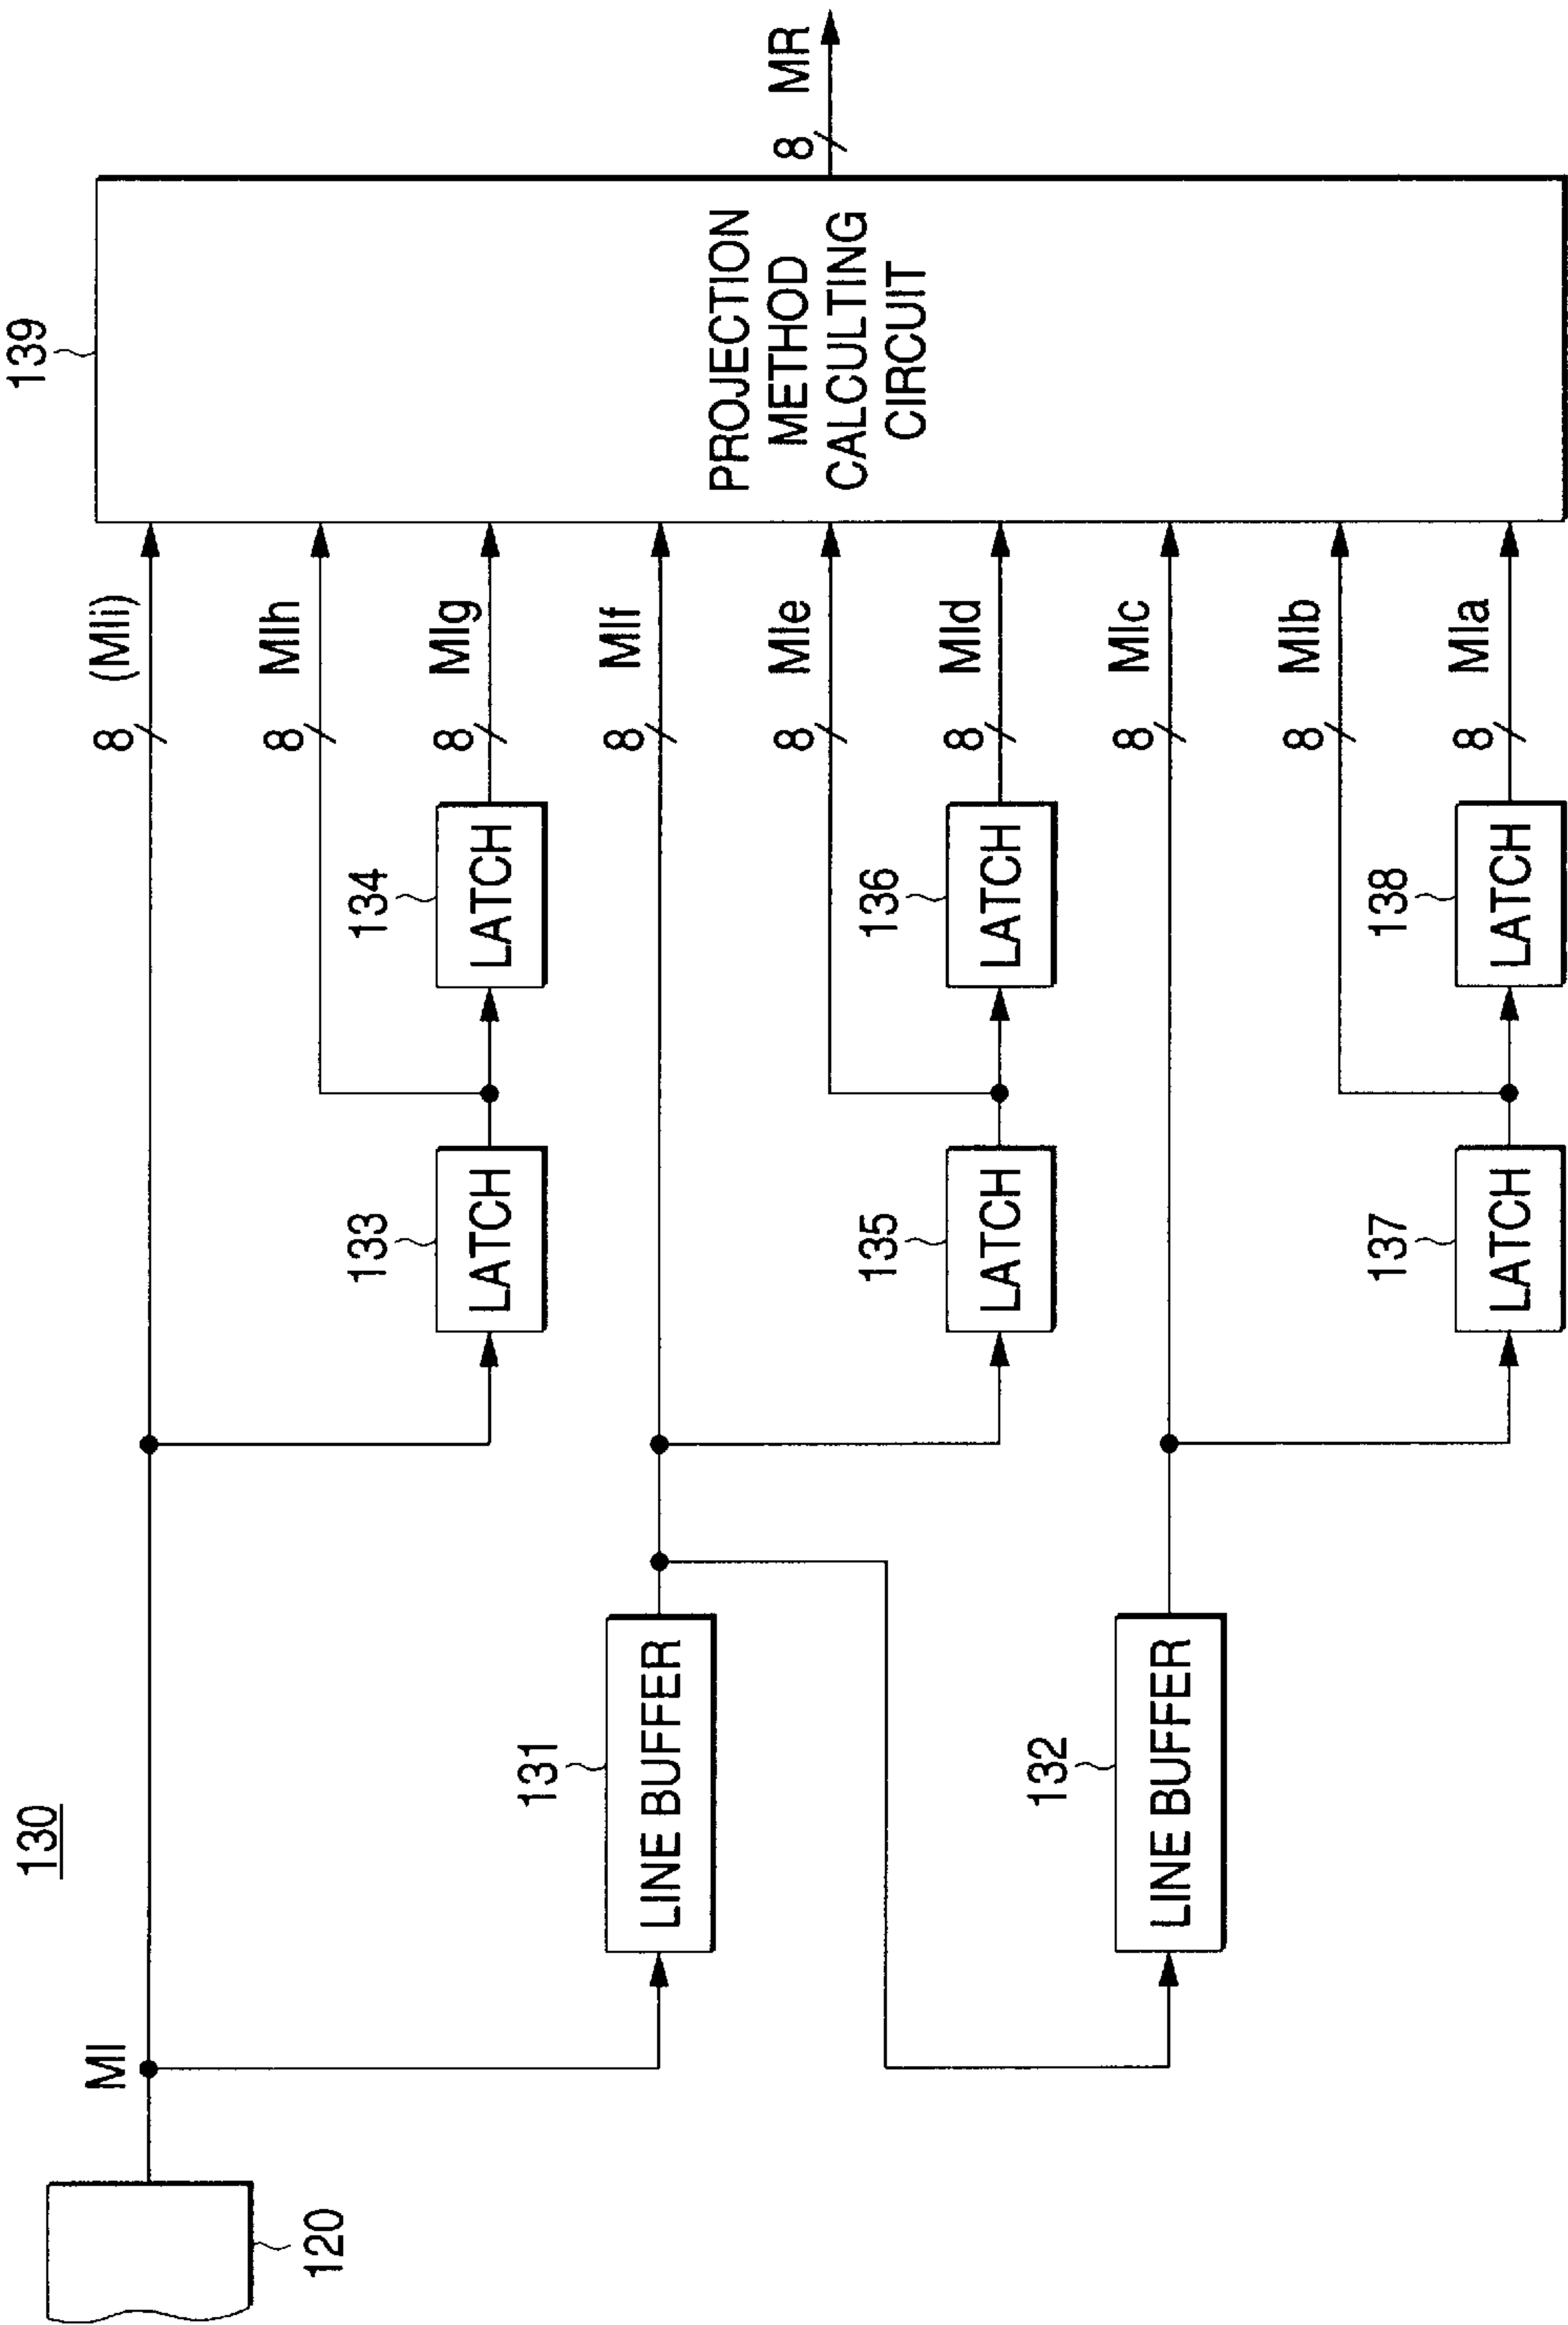 130
139
120
MI
(MIi)
8
MIh
8
133
LATCH
134
LATCH
MIg
8
131
LINE BUFFER
MIf
8
MIe
8
135
LATCH
136
LATCH
MId
8
132
LINE BUFFER
MIc
8
MIb
8
137
LATCH
138
LATCH
MIa
8
PROJECTION
METHOD
CALCULTING
CIRCUIT
8
MR